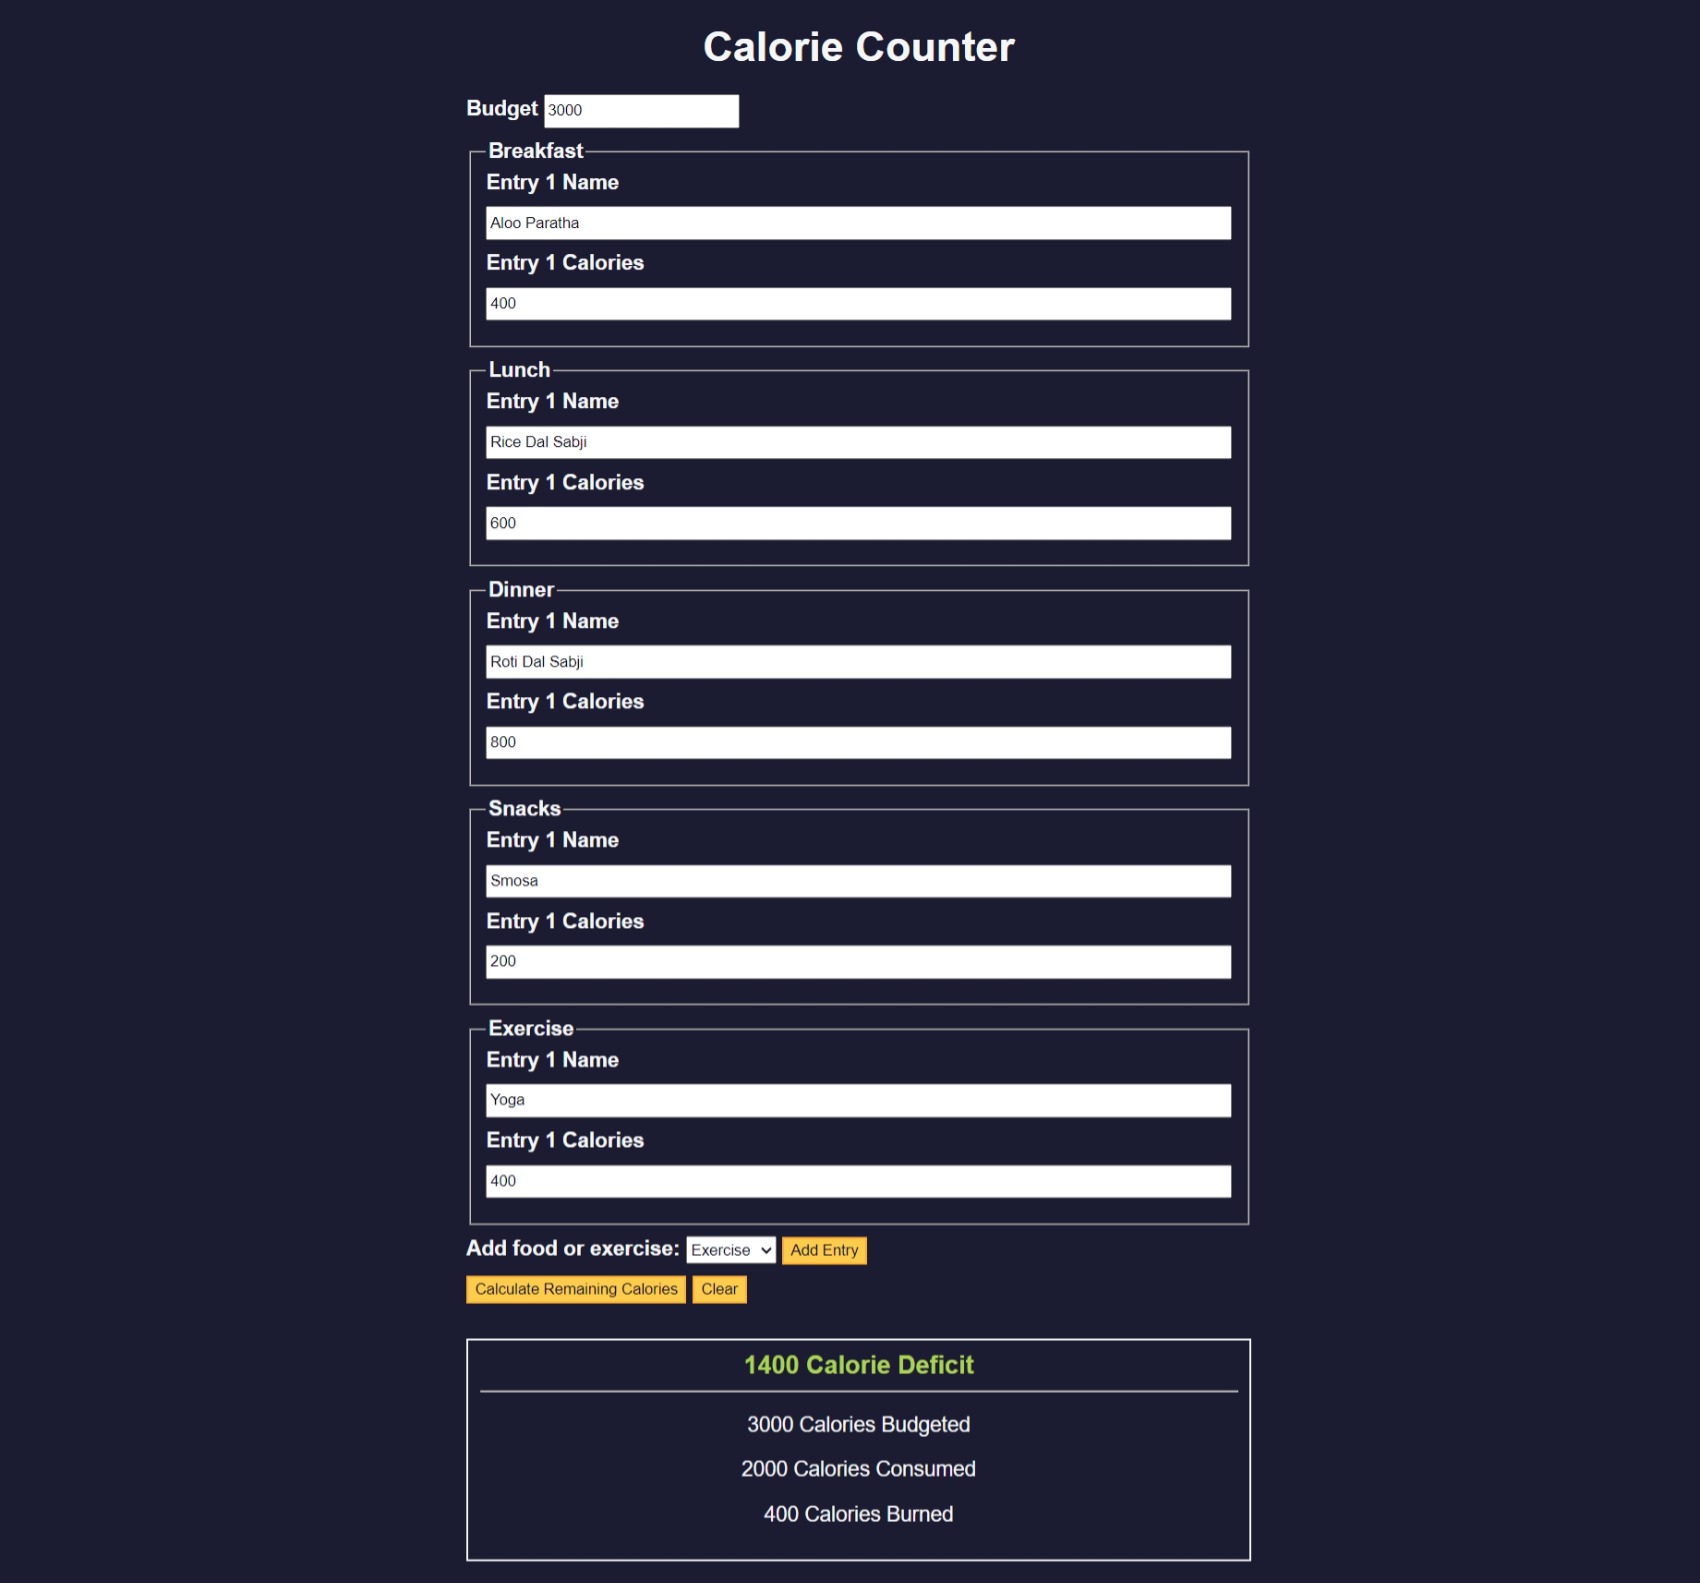 Calorie Counter
Budget 3000
Breakfast
Entry 1 Name
Aloo Paratha
Entry 1 Calories
400
Lunch
Entry 1 Name
Rice Dal Sabji
Entry 1 Calories
600
Dinner
Entry 1 Name
Roti Dal Sabji
Entry 1 Calories
800
Snacks
Entry 1 Name
Smosa
Entry 1 Calories
200
Exercise
Entry 1 Name
Yoga
Entry 1 Calories
400
Add food or exercise: Exercise Add Entry
Calculate Remaining Calories Clear
1400 Calorie Deficit
3000 Calories Budgeted
2000 Calories Consumed
400 Calories Burned